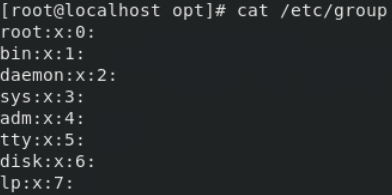 [root@localhost opt]# cat /etc/group
root:x:0:
bin:x:1:
daemon:x:2:
sys:x:3:
adm:x:4:
tty:x:5:
disk:x:6:
lp:x:7: